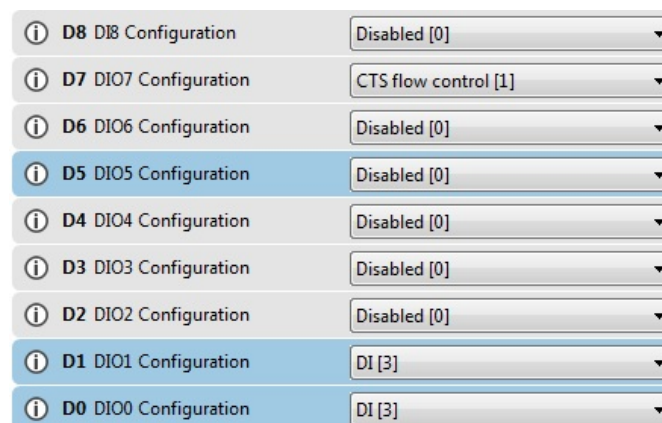 D8 DI8 Configuration Disabled [0]
D7 DIO7 Configuration CTS flow control [1]
D6 DIO6 Configuration Disabled [0]
D5 DIO5 Configuration Disabled [0]
D4 DIO4 Configuration Disabled [0]
D3 DIO3 Configuration Disabled [0]
D2 DIO2 Configuration Disabled [0]
D1 DIO1 Configuration DI [3]
D0 DIO0 Configuration DI [3]